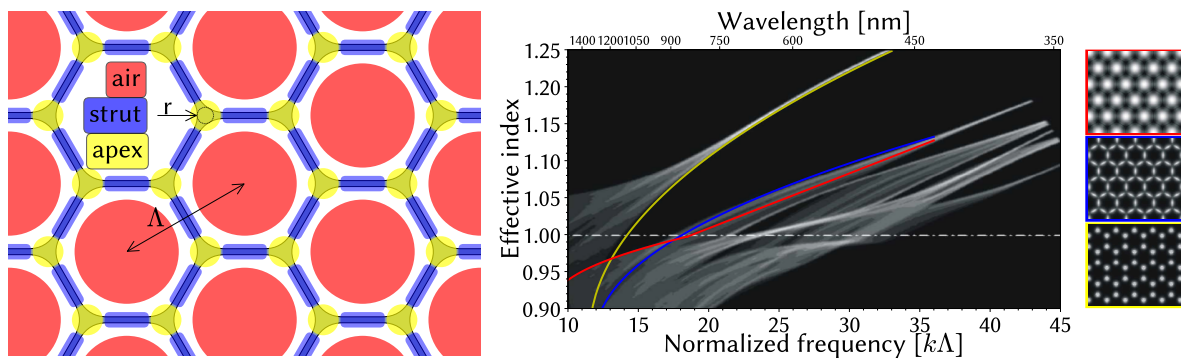 air
strut
apex
r
Λ
Wavelength [nm]
1400 1200 1050 900 750 600 450 350
Effective index
1.25
1.20
1.15
1.10
1.05
1.00
0.95
0.90
10 15 20 25 30 35 40 45
Normalized frequency [kΛ]